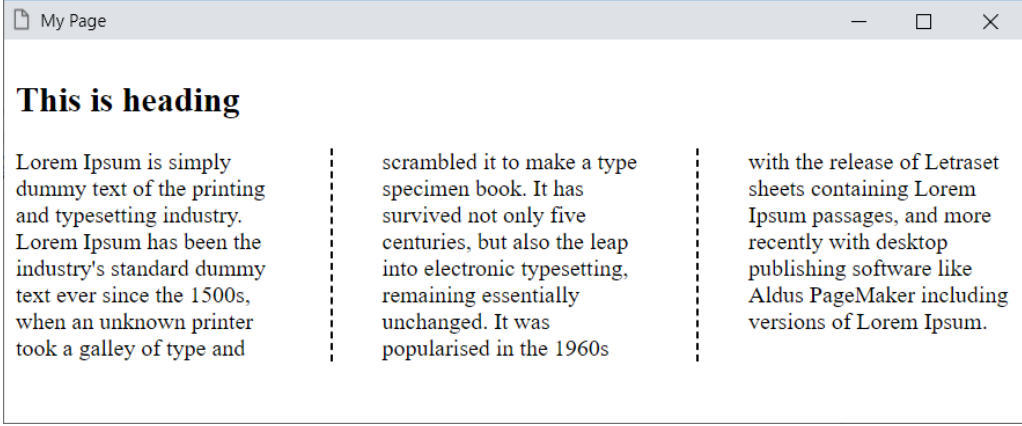 My Page
This is heading
Lorem Ipsum is simply
dummy text of the printing
and typesetting industry.
Lorem Ipsum has been the
industry's standard dummy
text ever since the 1500s,
when an unknown printer
took a galley of type and
scrambled it to make a type
specimen book. It has
survived not only five
centuries, but also the leap
into electronic typesetting,
remaining essentially
unchanged. It was
popularised in the 1960s
with the release of Letraset
sheets containing Lorem
Ipsum passages, and more
recently with desktop
publishing software like
Aldus PageMaker including
versions of Lorem Ipsum.